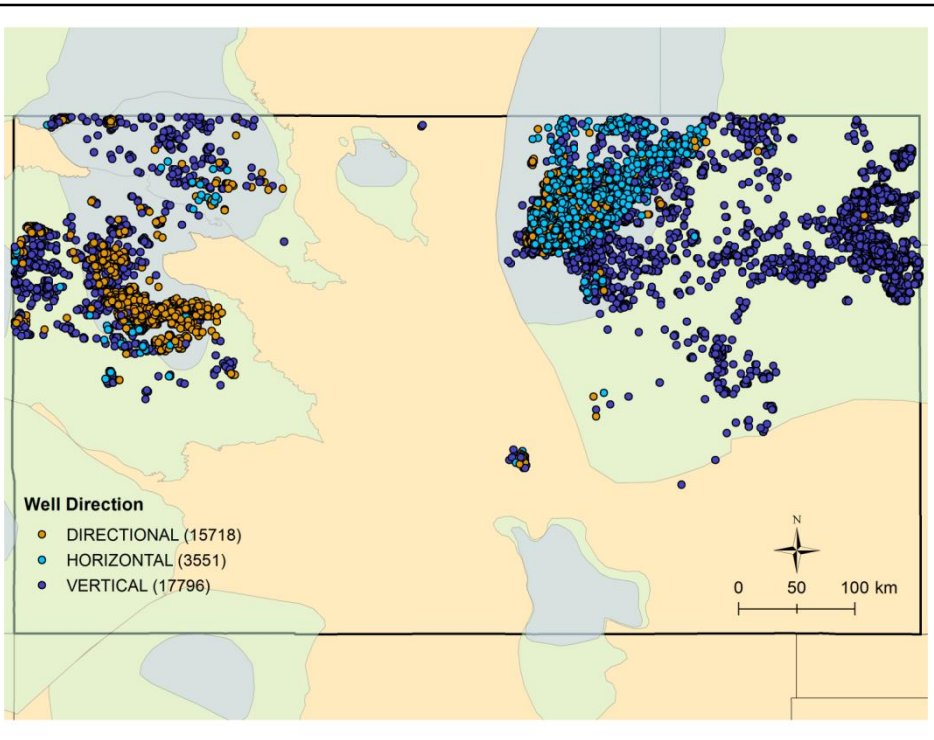 Well Direction
DIRECTIONAL (15718)
HORIZONTAL (3551)
VERTICAL (17796)
N
0 50 100 km